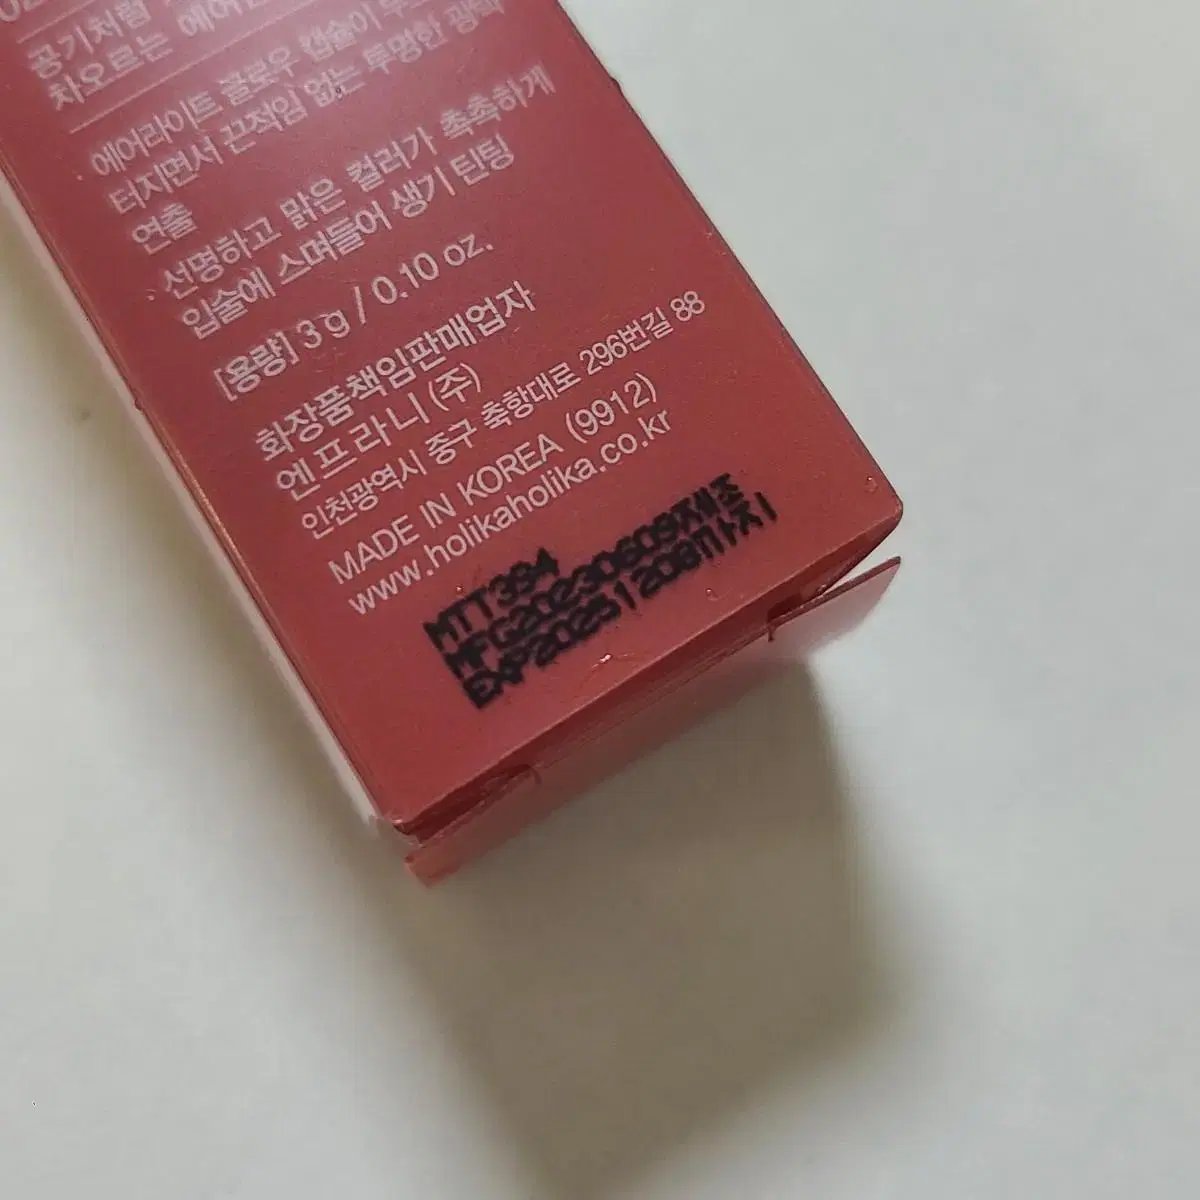 공기처럼
차오르는 에어
· 에어라이트 글로우 캡슐이
터지면서 끈적임 없는 투명한 광택
연출
· 선명하고 맑은 컬러가 촉촉하게
입술에 스며들어 생기 틴팅
[용량] 3 g / 0.10 oz.
화장품책임판매업자
엔프라니 (주)
인천광역시 중구 축항대로 296번길 88
MADE IN KOREA (9912)
www.holikaholika.co.kr
MTT394
MFG20230609제조
EXP20251208까지